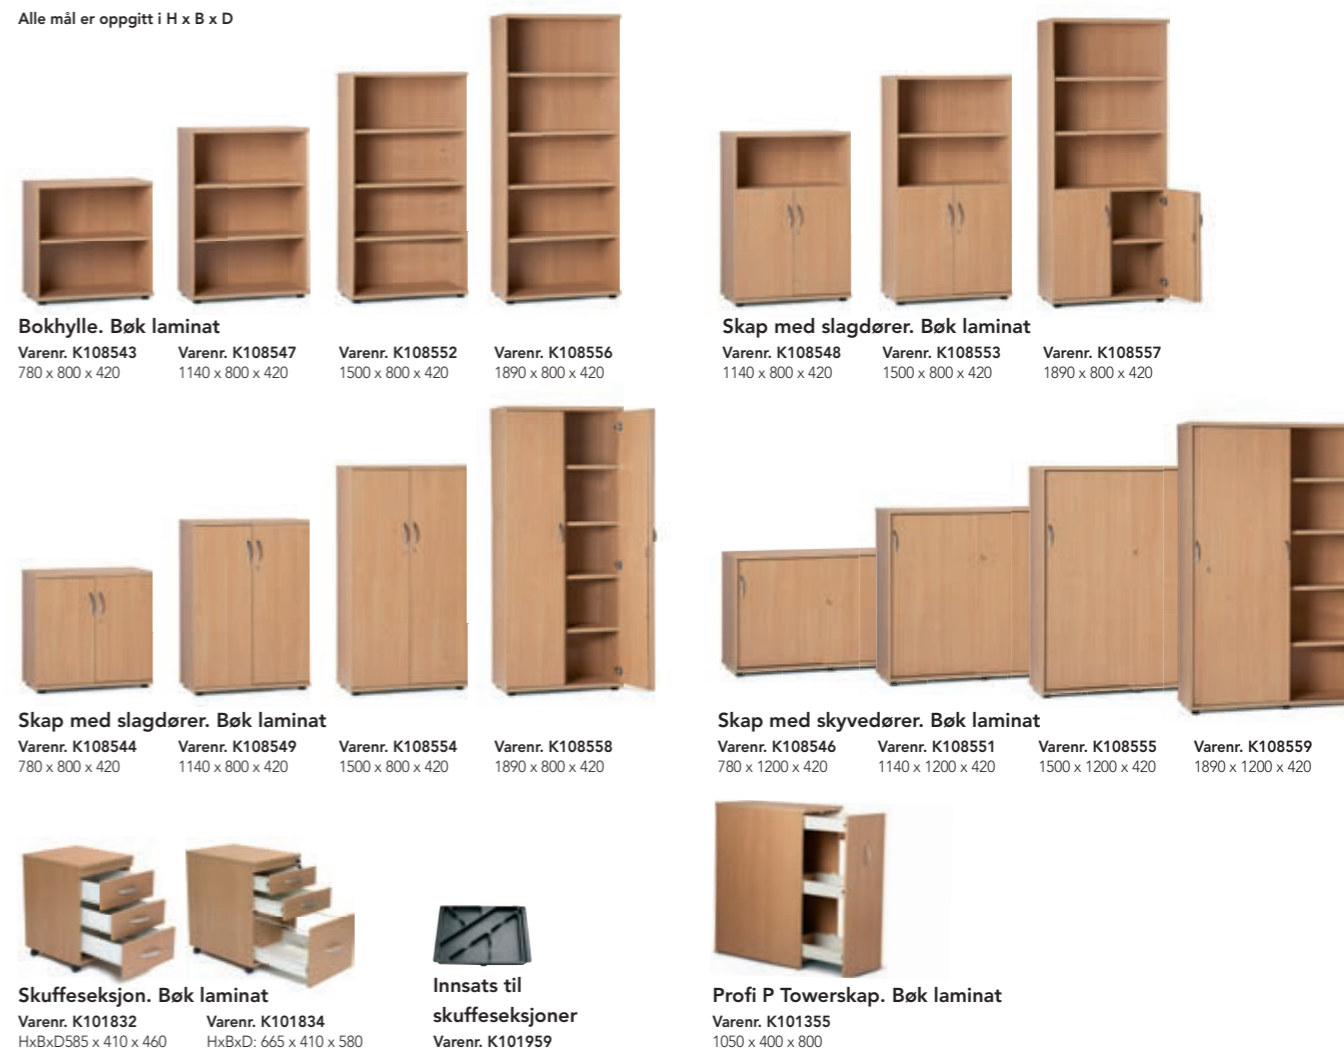 Alle mål er oppgitt i H x B x D
Bokhylle. Bøk laminat
Varenr. K108543
780 x 800 x 420
Varenr. K108547
1140 x 800 x 420
Varenr. K108552
1500 x 800 x 420
Varenr. K108556
1890 x 800 x 420
Skap med slagdører. Bøk laminat
Varenr. K108548
1140 x 800 x 420
Varenr. K108553
1500 x 800 x 420
Varenr. K108557
1890 x 800 x 420
Skap med slagdører. Bøk laminat
Varenr. K108544
780 x 800 x 420
Varenr. K108549
1140 x 800 x 420
Varenr. K108554
1500 x 800 x 420
Varenr. K108558
1890 x 800 x 420
Skap med skyvedører. Bøk laminat
Varenr. K108546
780 x 1200 x 420
Varenr. K108551
1140 x 1200 x 420
Varenr. K108555
1500 x 1200 x 420
Varenr. K108559
1890 x 1200 x 420
Skuffeseksjon. Bøk laminat
Varenr. K101832
HxBxD585 x 410 x 460
Varenr. K101834
HxBxD: 665 x 410 x 580
Innsats til
skuffeseksjoner
Varenr. K101959
Profi P Towerskap. Bøk laminat
Varenr. K101355
1050 x 400 x 800